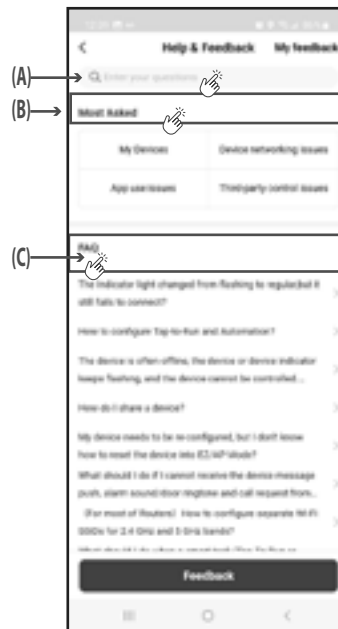 Help & Feedback My feedback
(A)
Enter your questions
(B)
Most Asked
My Devices Device networking issues
App use issues Third-party control issues
(C)
FAQ
The indicator light changed from flashing to regular,but it
still fails to connect?
How to configure Tap-to-Run and Automation?
The device is often offline, the device or device indicator
keeps flashing, and the device cannot be controlled...
How do I share a device?
My device needs to be re-configured, but I don't know
how to reset the device into EZ/AP Mode?
What should I do if I cannot receive the device message
push, alarm sound/door ringtone and call request from...
(For most of Routers) How to configure separate Wi-Fi
SSIDs for 2.4 GHz and 5 GHz bands?
Feedback